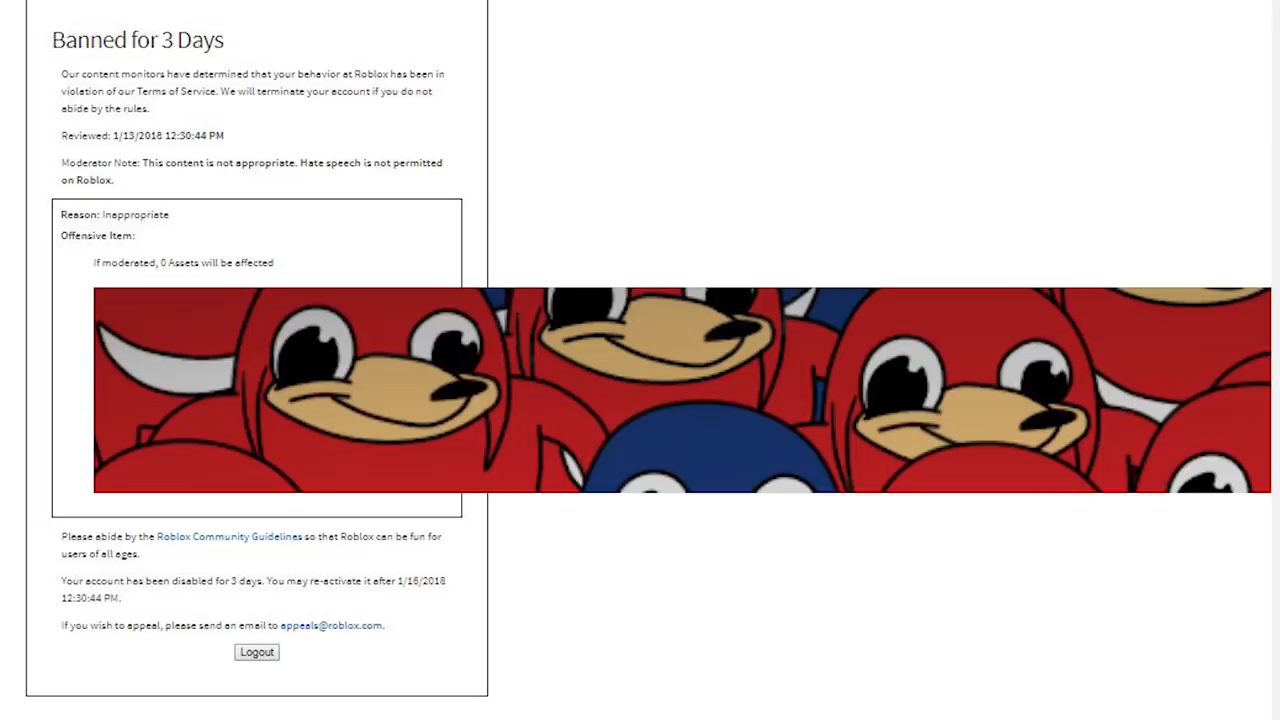 Banned for 3 Days
Our content monitors have determined that your behavior at Roblox has been in
violation of our Terms of Service. We will terminate your account if you do not
abide by the rules.
Reviewed: 1/13/2018 12:30:44 PM
Moderator Note: This content is not appropriate. Hate speech is not permitted
on Roblox.
Reason: Inappropriate
Offensive Item:
If moderated, 0 Assets will be affected
Please abide by the Roblox Community Guidelines so that Roblox can be fun for
users of all ages.
Your account has been disabled for 3 days. You may re-activate it after 1/16/2018
12:30:44 PM.
If you wish to appeal, please send an email to appeals@roblox.com.
Logout